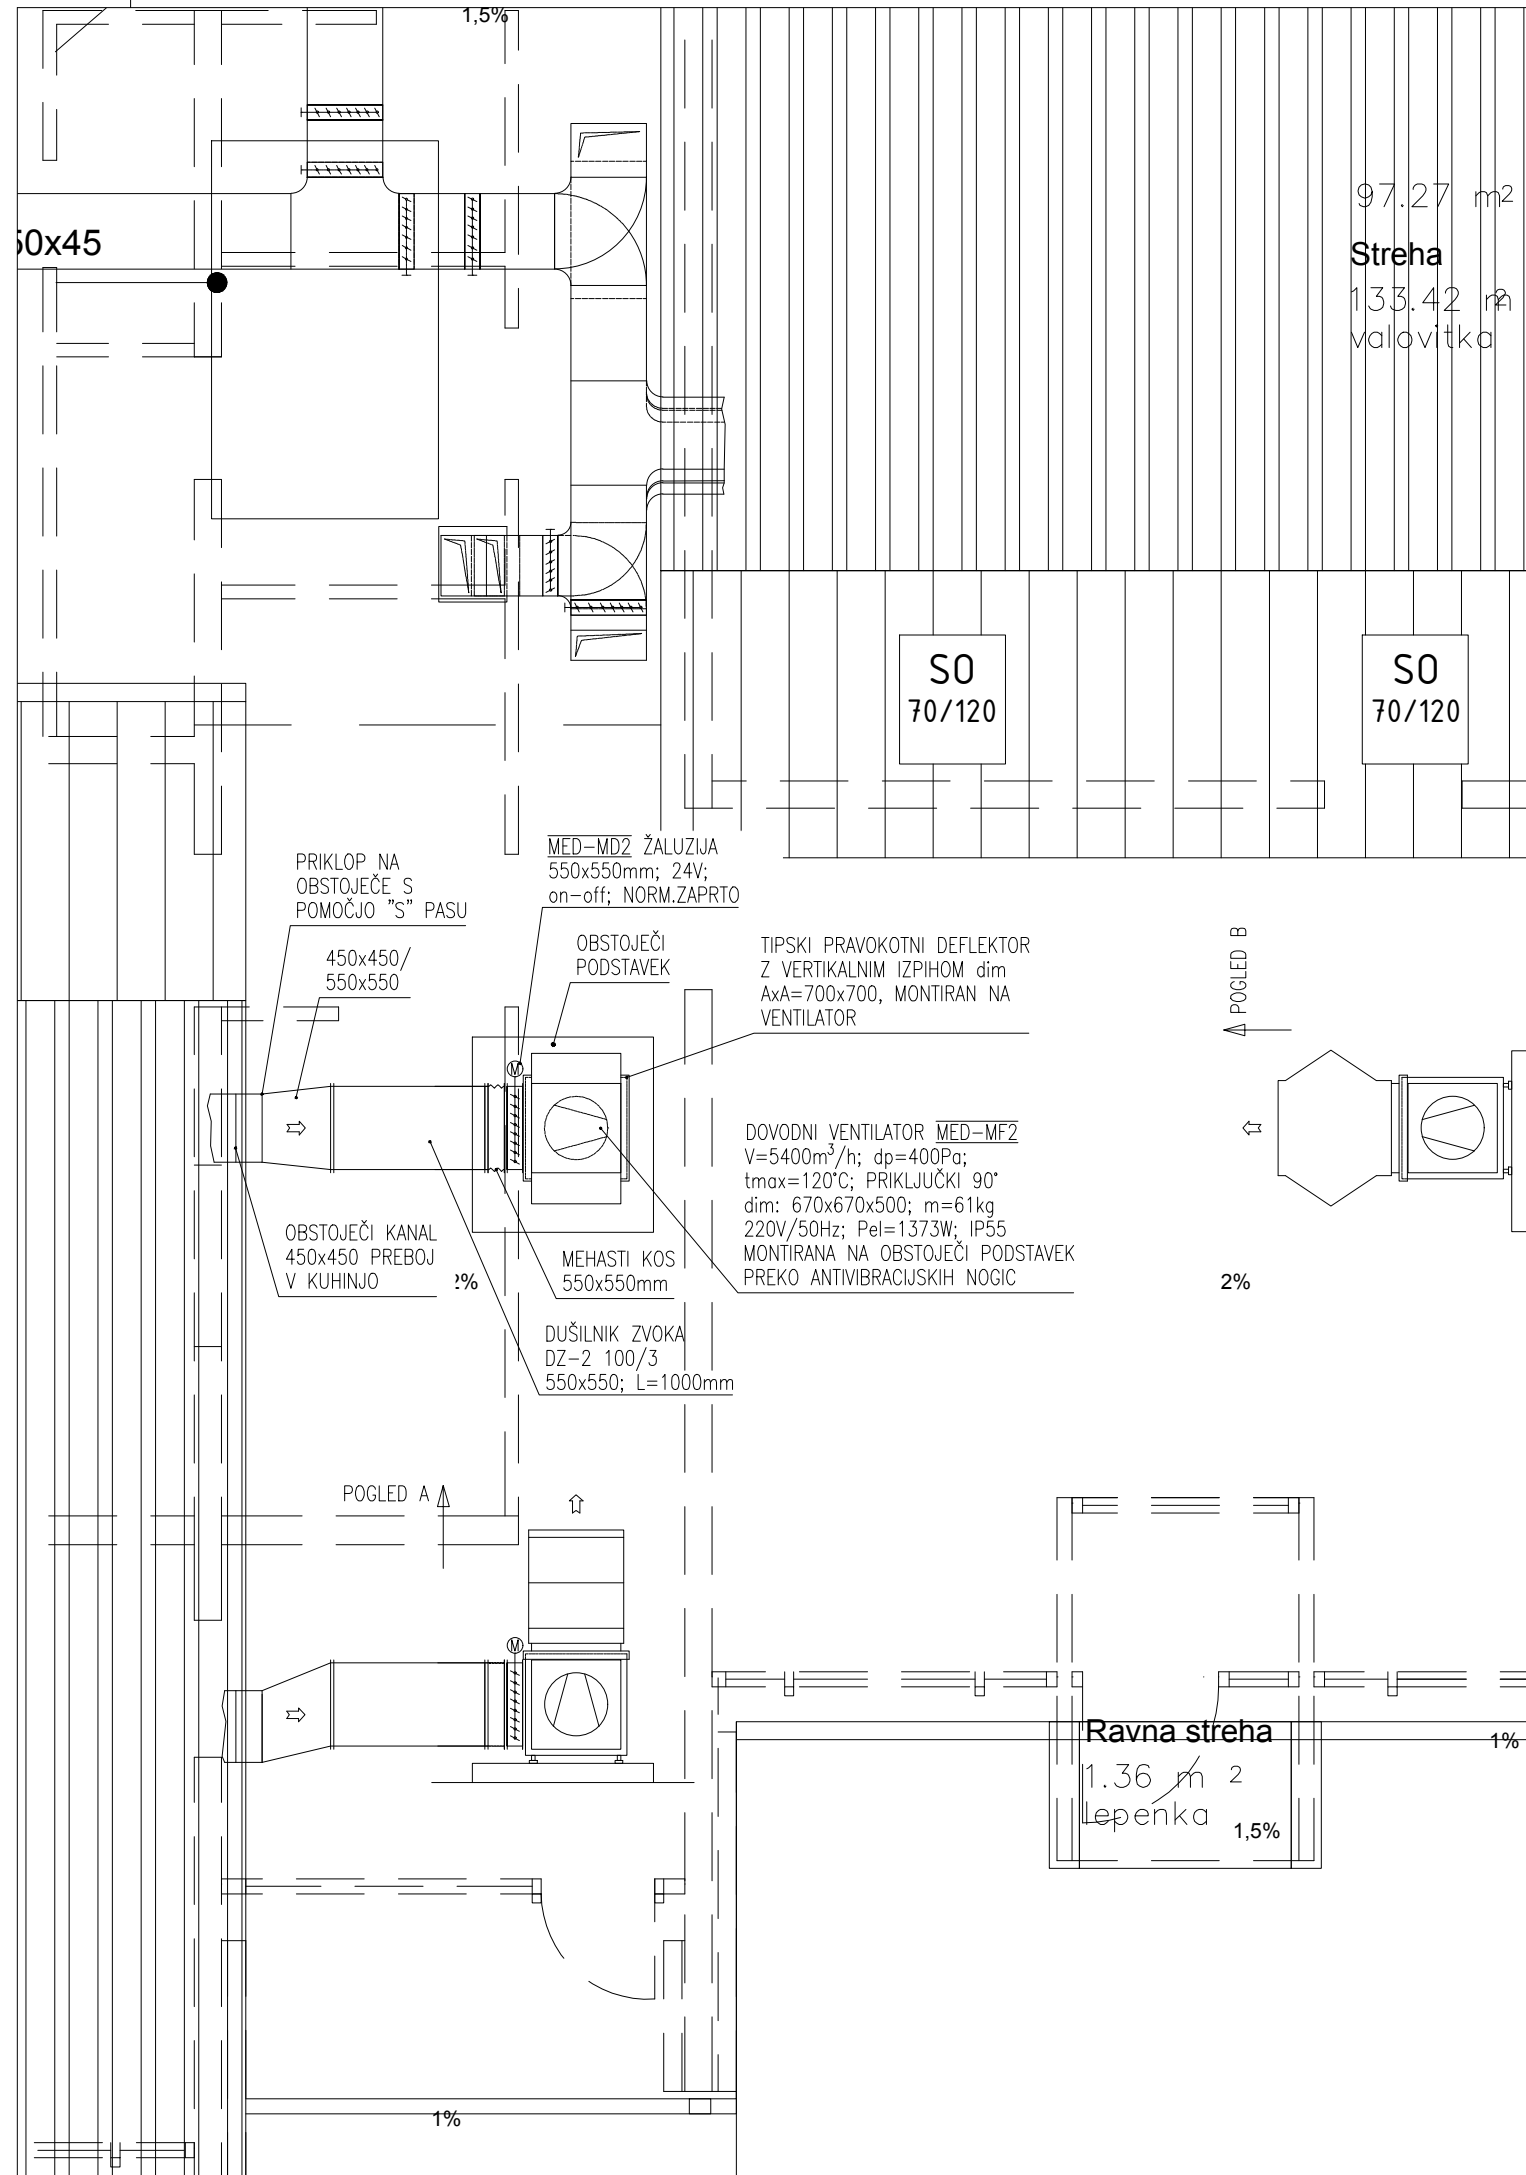 1,5%
50x45
97.27 m2
Streha
133.42 m2
valovitka
SO
70/120
SO
70/120
PRIKLOP NA
OBSTOJEČE S
POMOČJO "S" PASU
450x450/
550x550
MED-MD2 ŽALUZIJA
550x550mm; 24V;
on-off; NORM.ZAPRTO
OBSTOJEČI
PODSTAVEK
TIPSKI PRAVOKOTNI DEFLEKTOR
Z VERTIKALNIM IZPIHOM dim
AxA=700x700, MONTIRAN NA
VENTILATOR
POGLED B
M
DOVODNI VENTILATOR MED-MF2
V=5400m³/h; dp=400Pa;
tmax=120°C; PRIKLJUČKI 90°
dim: 670x670x500; m=61kg
220V/50Hz; Pel=1373W; IP55
MONTIRANA NA OBSTOJEČI PODSTAVEK
PREKO ANTIVIBRACIJSKIH NOGIC
OBSTOJEČI KANAL
450x450 PREBOJ
V KUHINJO
2%
MEHASTI KOS
550x550mm
2%
DUŠILNIK ZVOKA
DZ-2 100/3
550x550; L=1000mm
POGLED A
M
Ravna streha
1.36 m 2
lepenka
1,5%
1%
1%